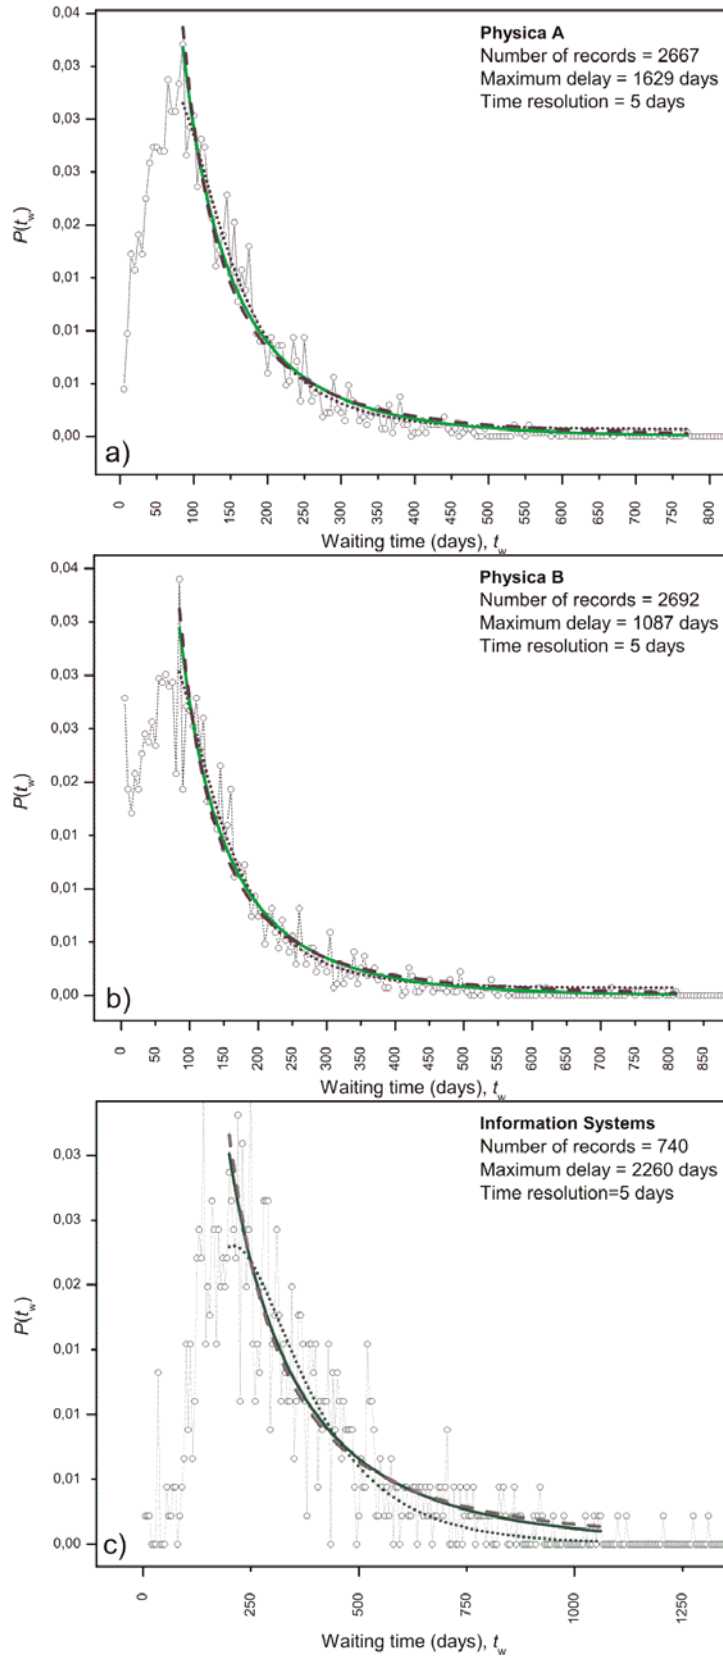 Physica A
Number of records = 2667
Maximum delay = 1629 days
Time resolution = 5 days
0,04
0,03
0,03
0,03
0,02
0,01
0,01
0,01
0,00
P(t_w)
a)
0 50 100 150 200 250 300 350 400 450 500 550 600 650 700 750 800
Waiting time (days), t_w
Physica B
Number of records = 2692
Maximum delay = 1087 days
Time resolution = 5 days
0,04
0,03
0,03
0,02
0,01
0,01
0,01
0,00
P(t_w)
b)
0 50 100 150 200 250 300 350 400 450 500 550 600 650 700 750 800 850
Waiting time (days), t_w
Information Systems
Number of records = 740
Maximum delay = 2260 days
Time resolution=5 days
0,03
0,03
0,02
0,01
0,01
0,01
0,00
P(t_w)
c)
0 250 500 750 1000 1250
Waiting time (days), t_w